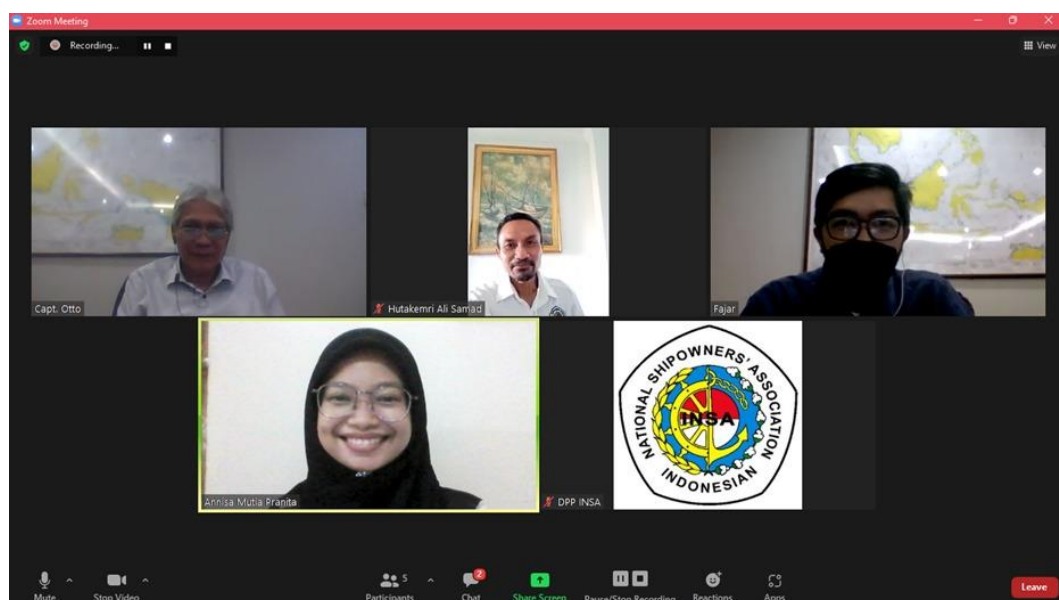 Zoom Meeting
Recording...
View
Capt. Otto
Hutakemri Ali Samad
Fajar
Annisa Mutia Pranita
DPP INSA
NATIONAL SHIPOWNERS' ASSOCIATION
INSA
INDONESIAN
5
2
Mute
Stop Video
Participants
Chat
Share Screen
Pause/Stop Recording
Reactions
Apps
Leave